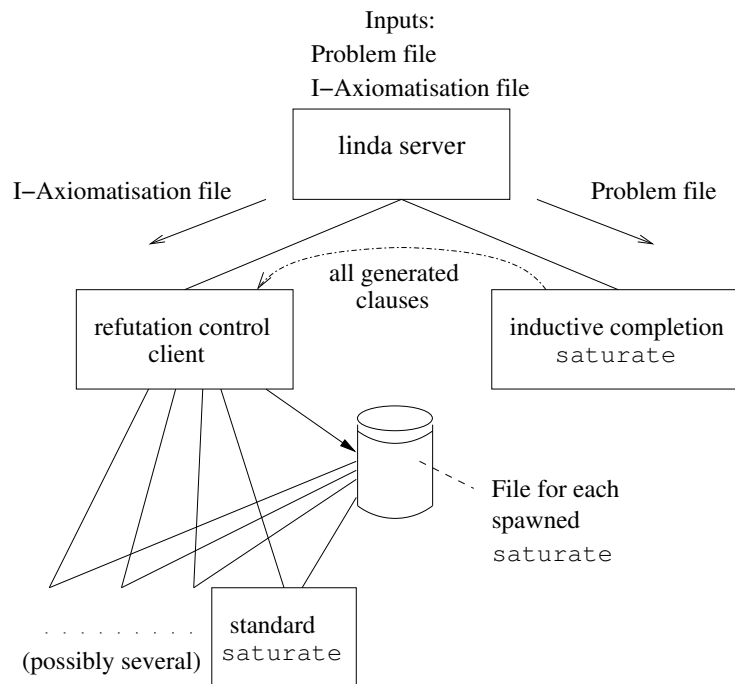 Inputs:
Problem file
I−Axiomatisation file
linda server
I−Axiomatisation file
Problem file
all generated
clauses
refutation control
client
inductive completion
saturate
File for each
spawned
saturate
standard
saturate
. . . . . . . . .
(possibly several)